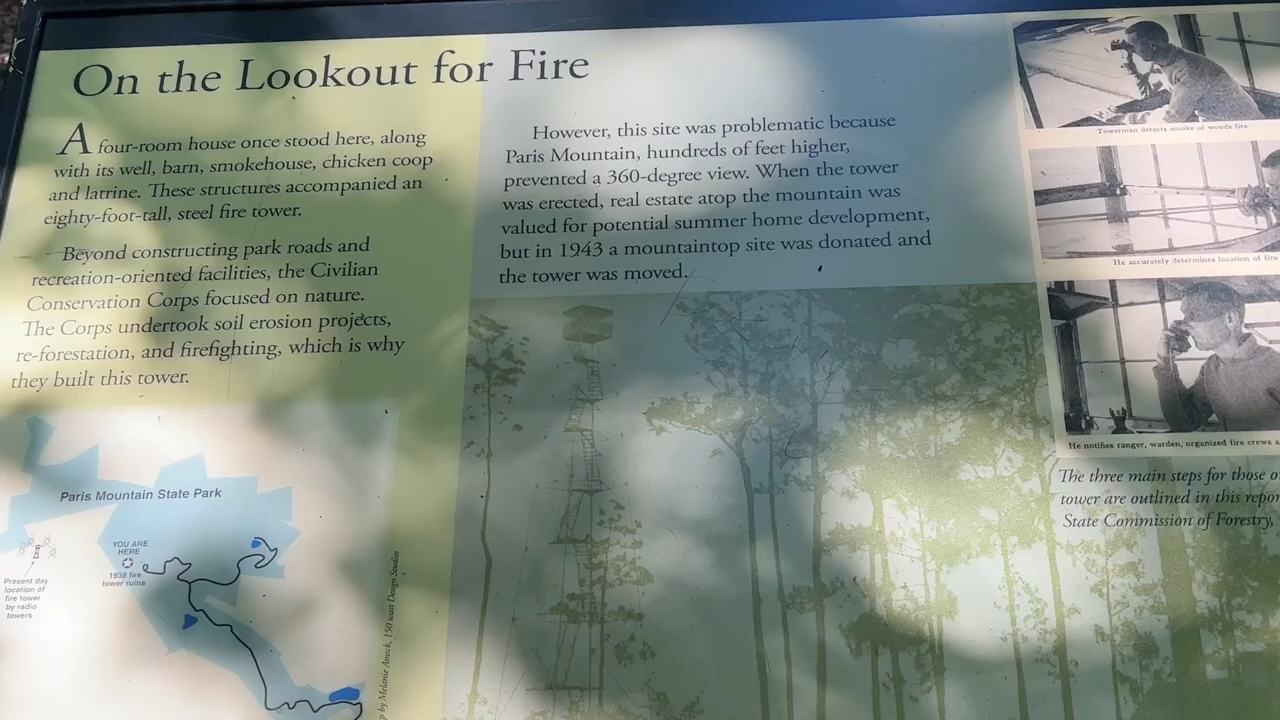 On the Lookout for Fire
A four-room house once stood here, along
with its well, barn, smokehouse, chicken coop
and latrine. These structures accompanied an
eighty-foot-tall, steel fire tower.
Beyond constructing park roads and
recreation-oriented facilities, the Civilian
Conservation Corps focused on nature.
The Corps undertook soil erosion projects,
re-forestation, and firefighting, which is why
they built this tower.
However, this site was problematic because
Paris Mountain, hundreds of feet higher,
prevented a 360-degree view. When the tower
was erected, real estate atop the mountain was
valued for potential summer home development,
but in 1943 a mountaintop site was donated and
the tower was moved.
Towerman detects smoke of woods fire
He accurately determines location of fire
He notifies ranger, warden, organized fire crews
The three main steps for those
tower are outlined in this
State Commission of Forestry,
Paris Mountain State Park
YOU ARE
HERE
1938 fire
tower ruins
Present day
location of
fire tower
by radio
towers
by Melanie Amick, 150 Design Studio